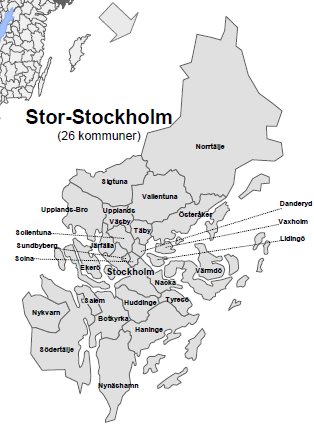 Stor-Stockholm
(26 kommuner)
Norrtälje
Sigtuna
Vallentuna
Upplands-Bro
Upplands
Väsby
Österåker
Danderyd
Vaxholm
Lidingö
Sollentuna
Täby
Sundbyberg
Järfälla
Solna
Ekerö
Stockholm
Värmdö
Nacka
Salem
Huddinge
Tyresö
Nykvarn
Botkyrka
Haninge
Södertälje
Nynäshamn